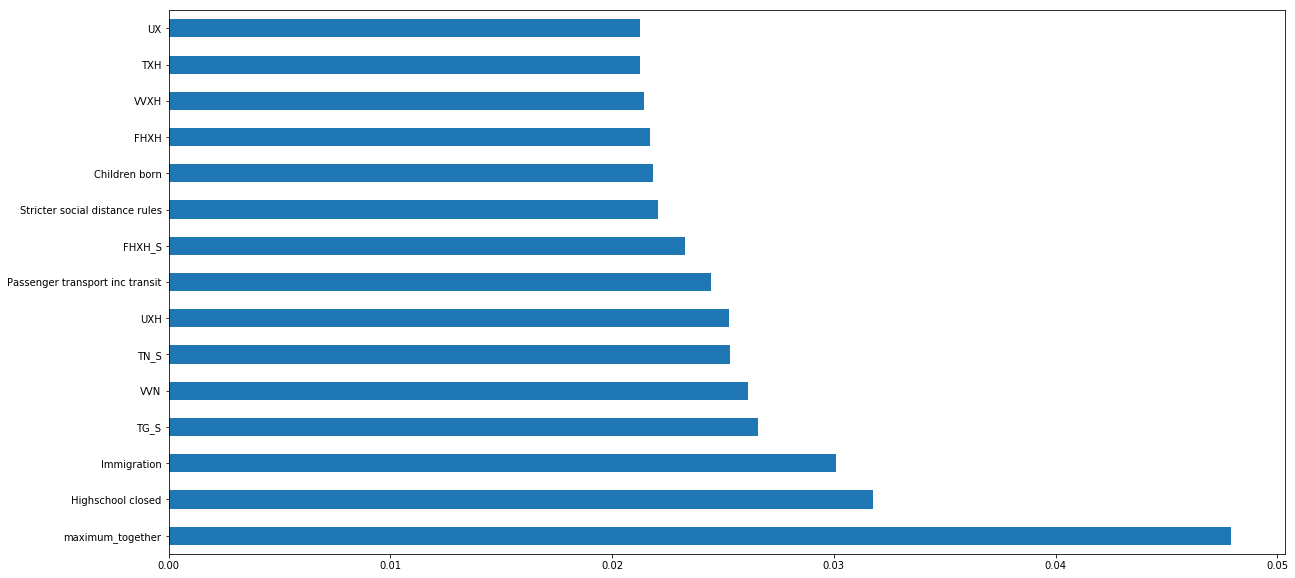 UX
TXH
VVXH
FHXH
Children born
Stricter social distance rules
FHXH_S
Passenger transport inc transit
UXH
TN_S
VVN
TG_S
Immigration
Highschool closed
maximum_together
0.00 0.01 0.02 0.03 0.04 0.05